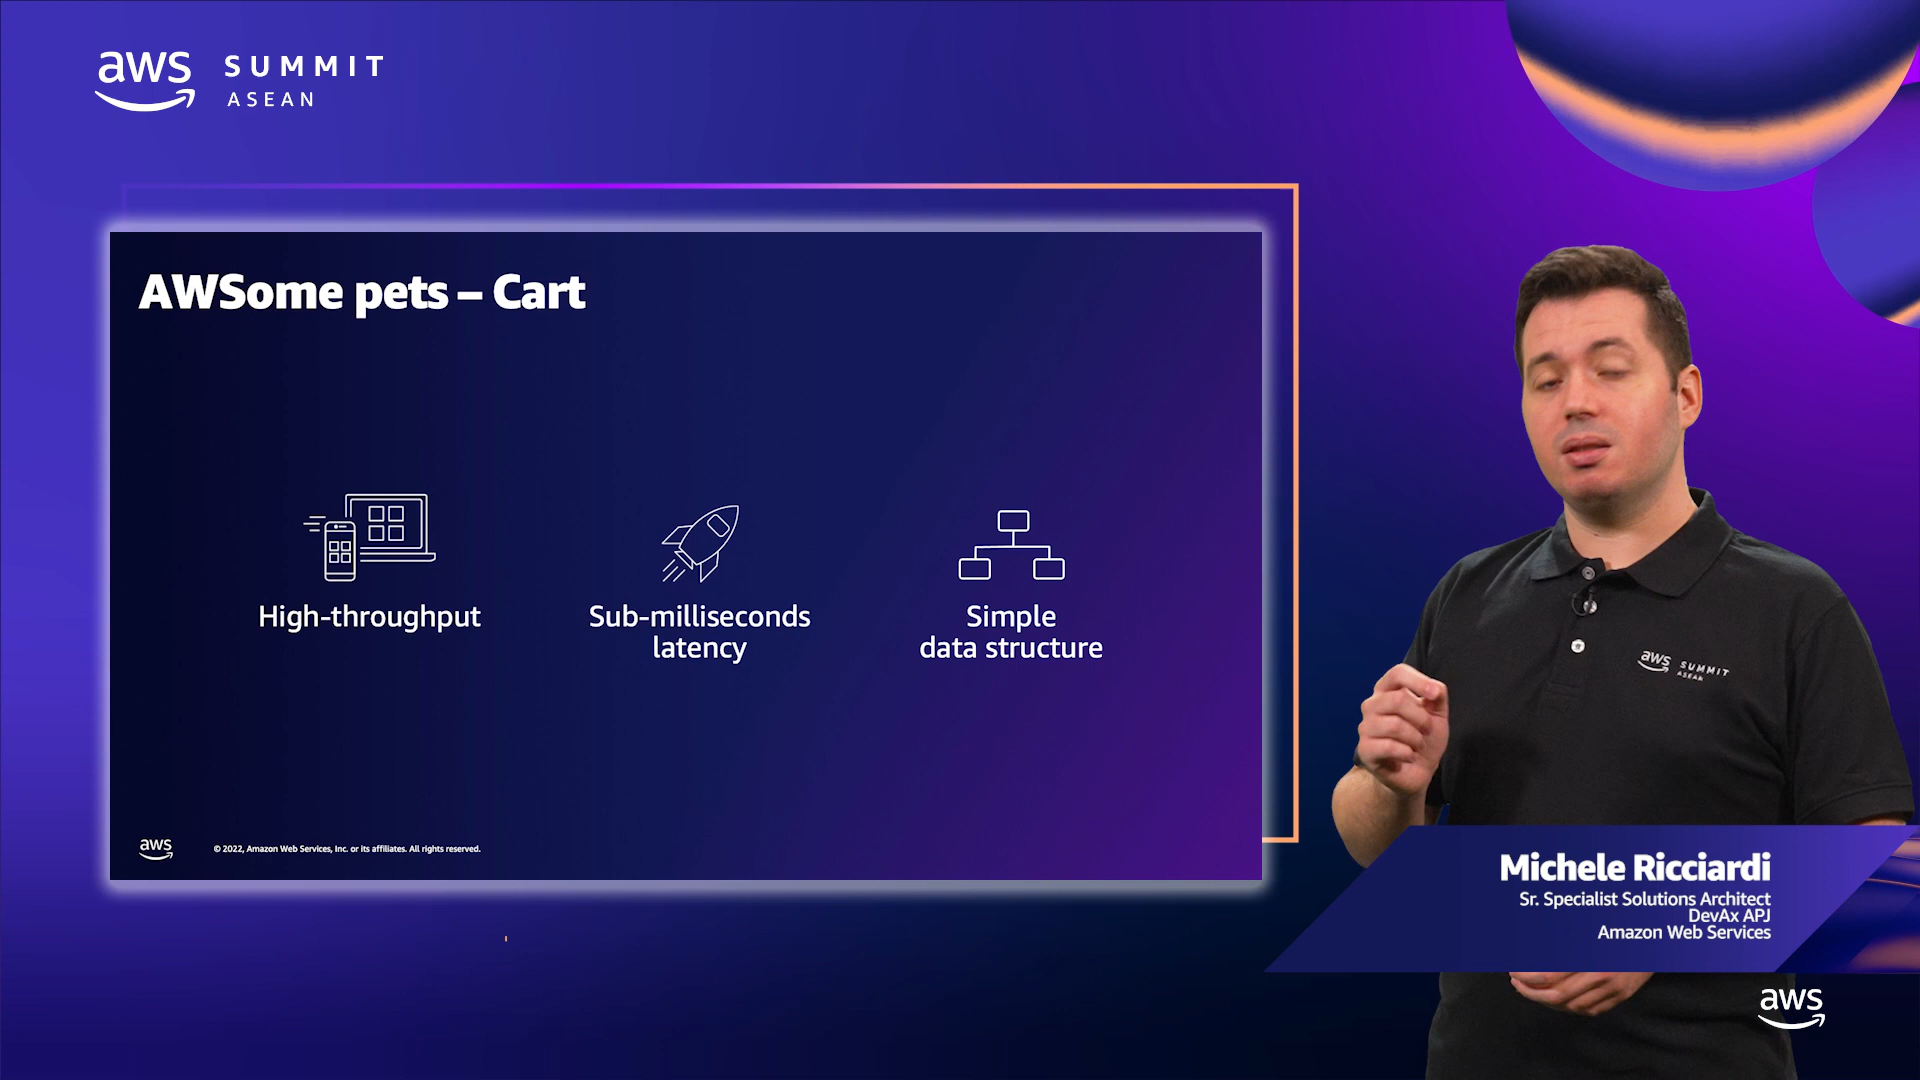 aws SUMMIT
ASEAN
AWSome pets – Cart
High-throughput
Sub-milliseconds
latency
Simple
data structure
aws
© 2022, Amazon Web Services, Inc. or its affiliates. All rights reserved.
aws SUMMIT
ASEAN
Michele Ricciardi
Sr. Specialist Solutions Architect
DevAx APJ
Amazon Web Services
aws